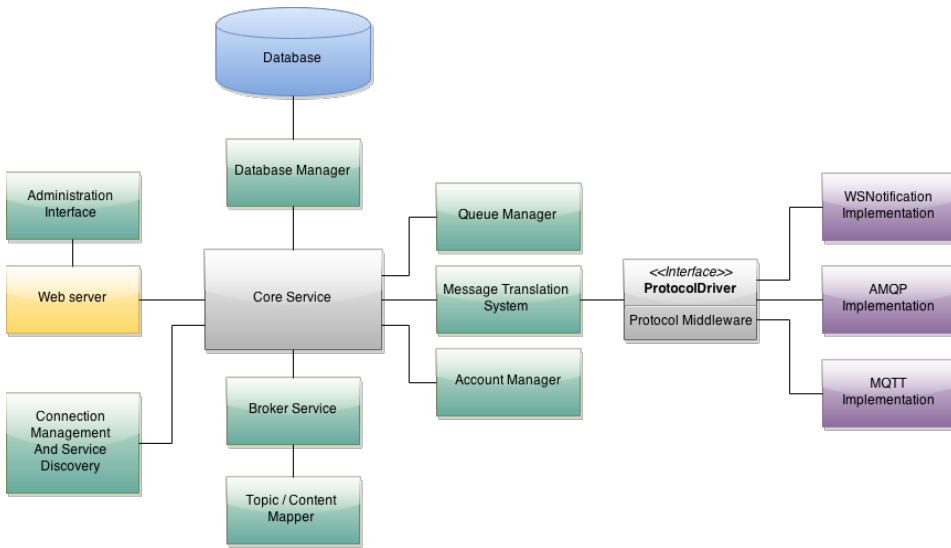 Database
Database Manager
Administration
Interface
Queue Manager
WSNotification
Implementation
Web server
Core Service
Message Translation
System
<<Interface>>
ProtocolDriver
Protocol Middleware
AMQP
Implementation
Account Manager
MQTT
Implementation
Connection
Management
And Service
Discovery
Broker Service
Topic / Content
Mapper